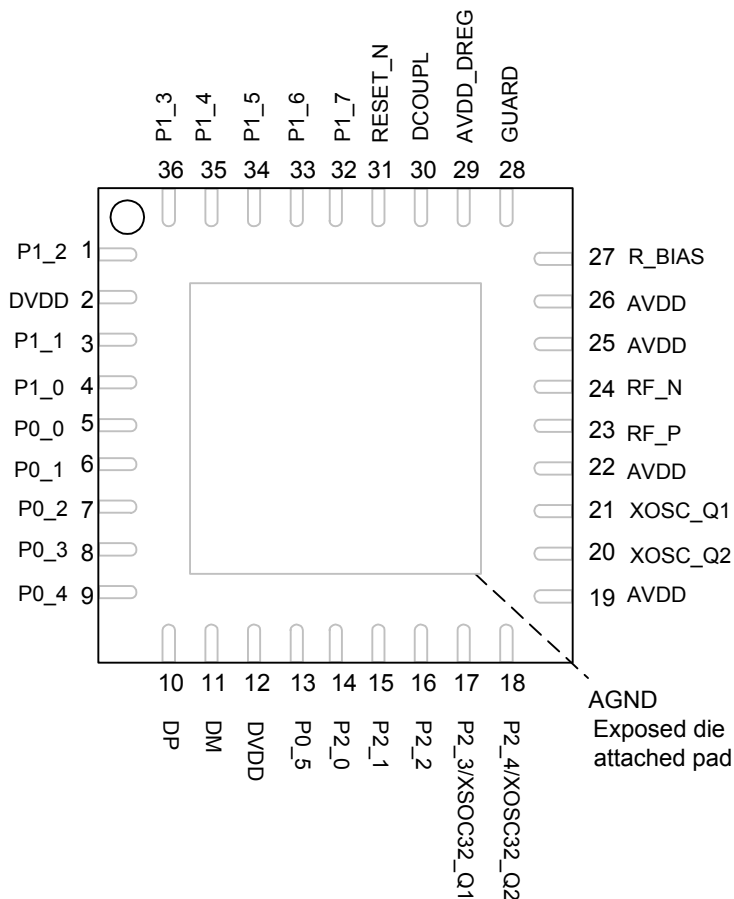 P1_3
P1_4
P1_5
P1_6
P1_7
RESET_N
DCOUPL
AVDD_DREG
GUARD
36 35 34 33 32 31 30 29 28
P1_2 1
DVDD 2
P1_1 3
P1_0 4
P0_0 5
P0_1 6
P0_2 7
P0_3 8
P0_4 9
27 R_BIAS
26 AVDD
25 AVDD
24 RF_N
23 RF_P
22 AVDD
21 XOSC_Q1
20 XOSC_Q2
19 AVDD
10 11 12 13 14 15 16 17 18
DP
DM
DVDD
P0_5
P2_0
P2_1
P2_2
P2_3/XSOC32_Q1
P2_4/XOSC32_Q2
AGND
Exposed die
attached pad